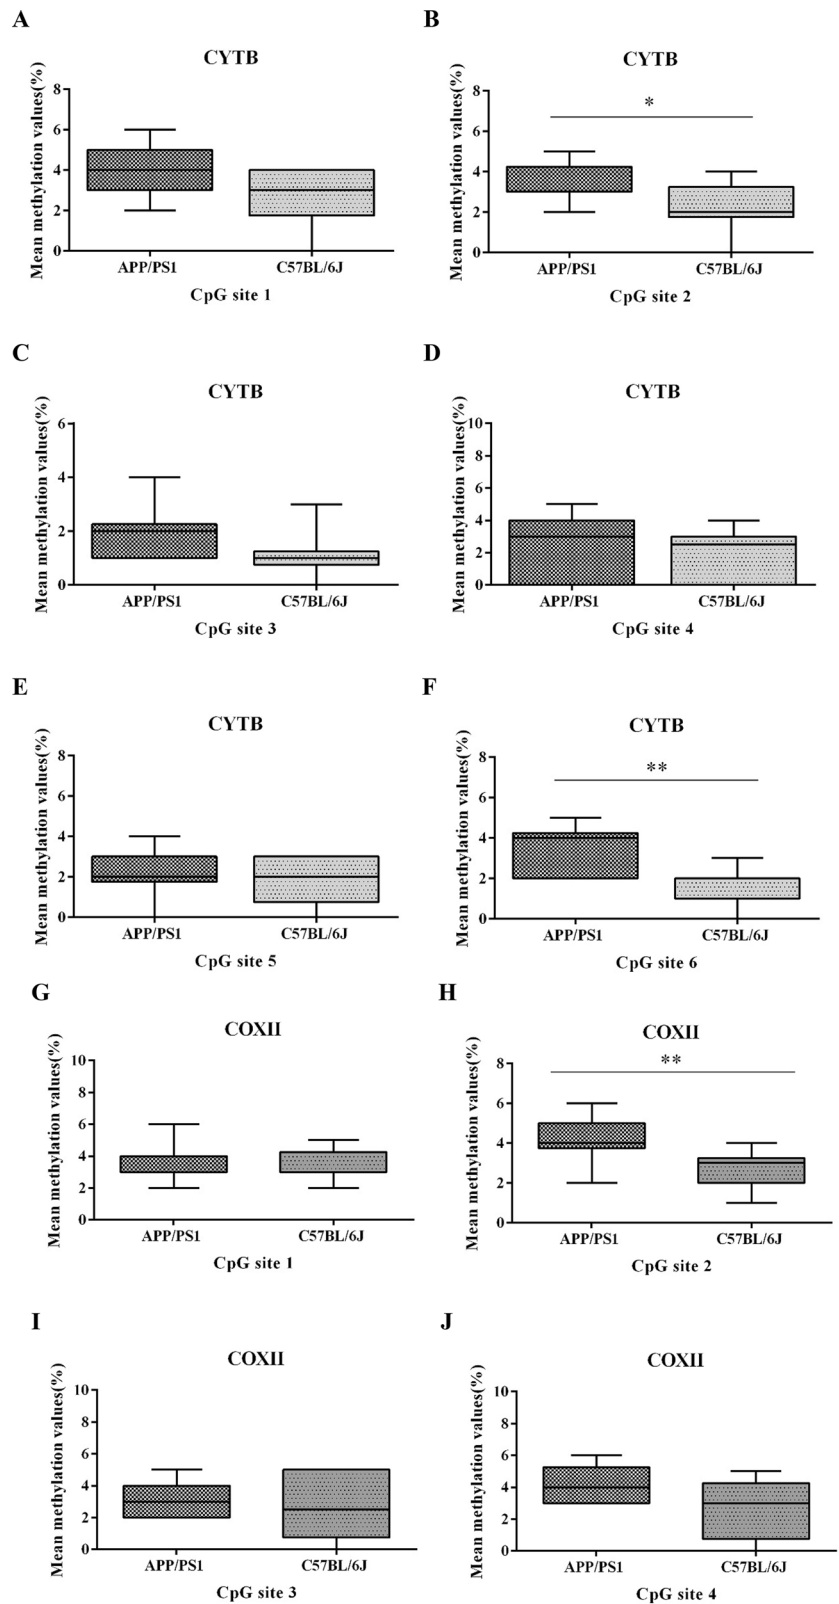 A
CYTB
Mean methylation values(%)
8
6
4
2
0
APP/PS1 C57BL/6J
CpG site 1
B
CYTB
*
Mean methylation values(%)
8
6
4
2
0
APP/PS1 C57BL/6J
CpG site 2
C
CYTB
Mean methylation values(%)
6
4
2
0
APP/PS1 C57BL/6J
CpG site 3
D
CYTB
Mean methylation values(%)
10
8
6
4
2
0
APP/PS1 C57BL/6J
CpG site 4
E
CYTB
Mean methylation values(%)
8
6
4
2
0
APP/PS1 C57BL/6J
CpG site 5
F
CYTB
**
Mean methylation values(%)
8
6
4
2
0
APP/PS1 C57BL/6J
CpG site 6
G
COXII
Mean methylation values(%)
10
8
6
4
2
0
APP/PS1 C57BL/6J
CpG site 1
H
COXII
**
Mean methylation values(%)
8
6
4
2
0
APP/PS1 C57BL/6J
CpG site 2
I
COXII
Mean methylation values(%)
10
8
6
4
2
0
APP/PS1 C57BL/6J
CpG site 3
J
COXII
Mean methylation values(%)
10
8
6
4
2
0
APP/PS1 C57BL/6J
CpG site 4